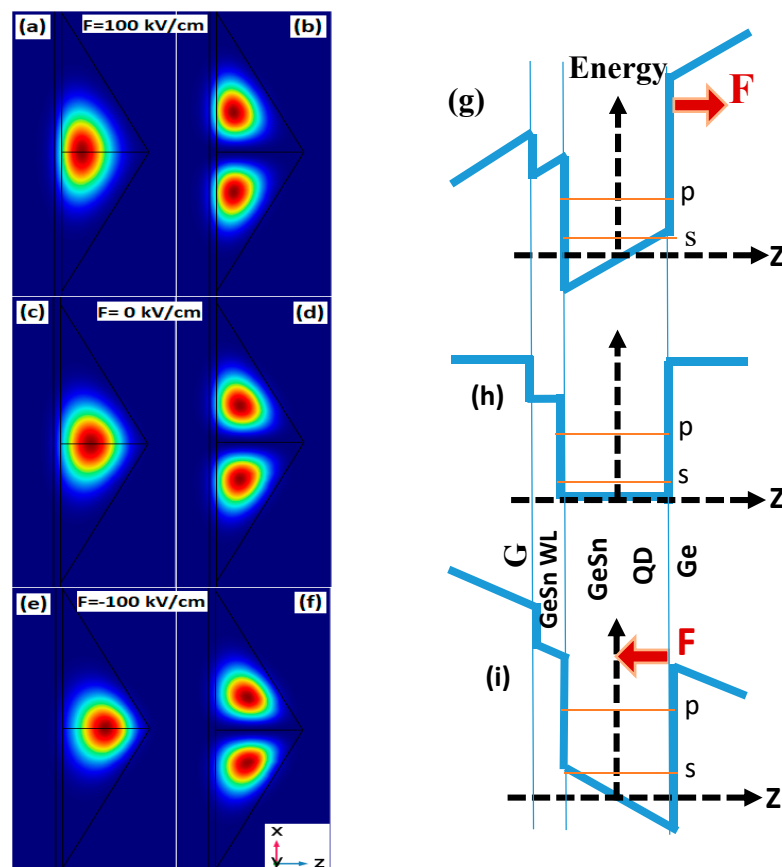 (a) F=100 kV/cm (b)
(c) F= 0 kV/cm (d)
(e) F=-100 kV/cm (f)
X
Y Z
(g) Energy
F
p
s
Z
(h)
p
s
Z
G
GeSn WL
GeSn
QD
Ge
F
(i)
p
s
Z